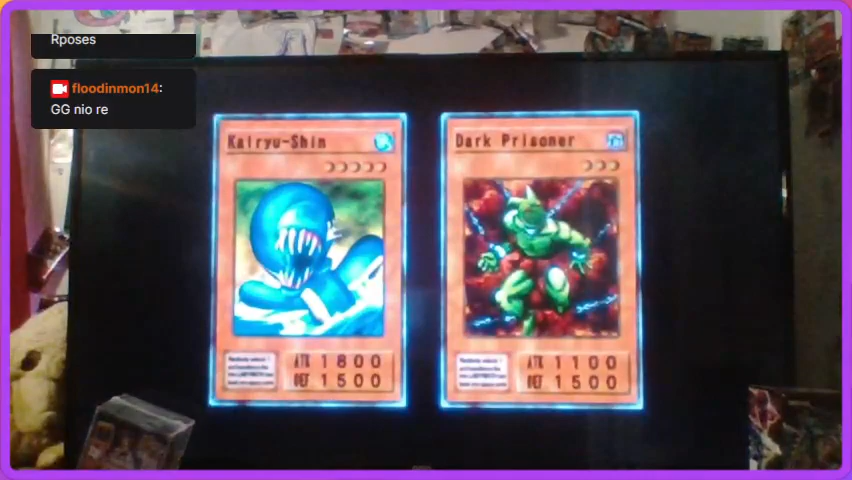 Rposes
floodinmon14:
GG nio re
Kairyu-Shin
Dark Prisoner
ATK 1800
DEF 1500
ATK 1100
DEF 1500